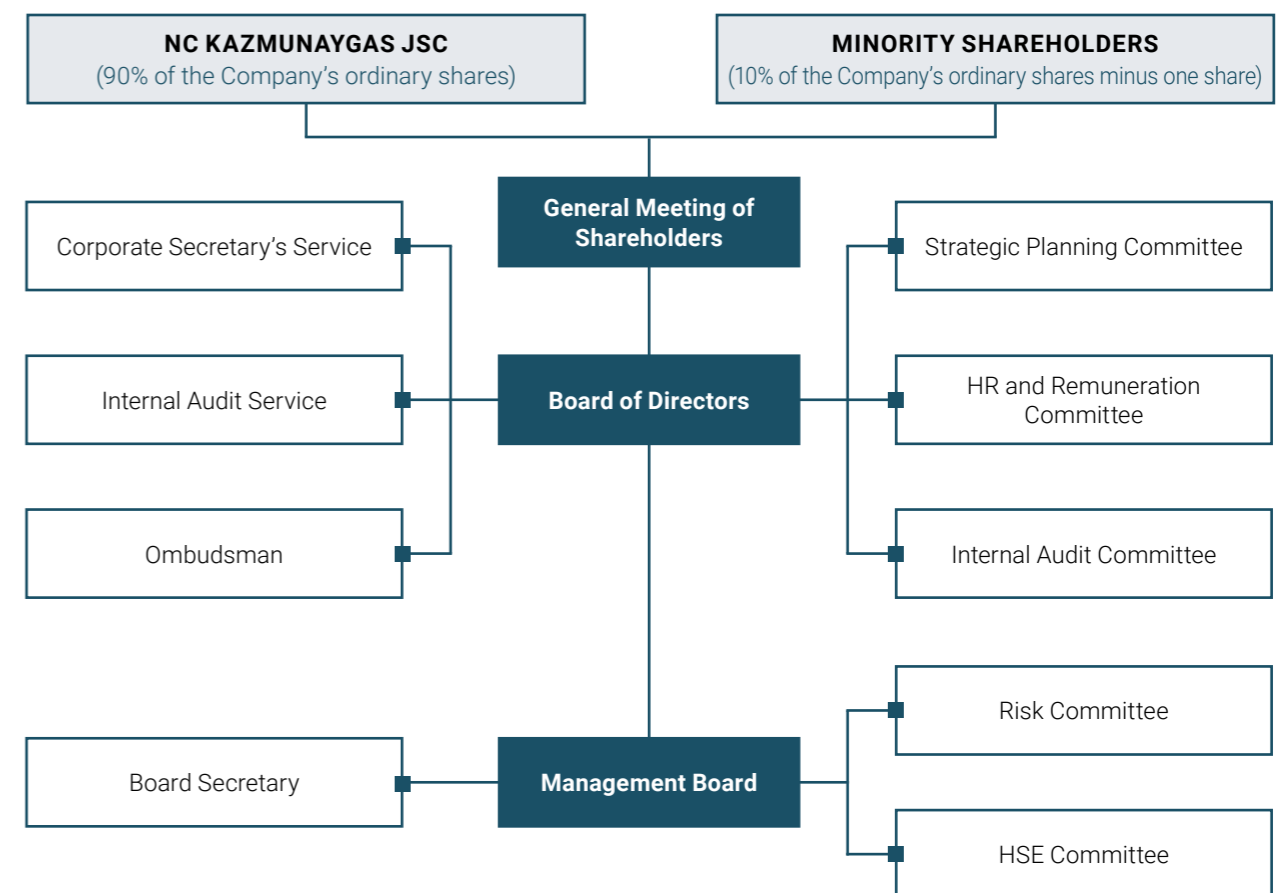 NC KAZMUNAYGAS JSC
(90% of the Company’s ordinary shares)
MINORITY SHAREHOLDERS
(10% of the Company’s ordinary shares minus one share)
General Meeting of
Shareholders
Corporate Secretary’s Service
Strategic Planning Committee
Internal Audit Service
Board of Directors
HR and Remuneration
Committee
Ombudsman
Internal Audit Committee
Risk Committee
Board Secretary
Management Board
HSE Committee